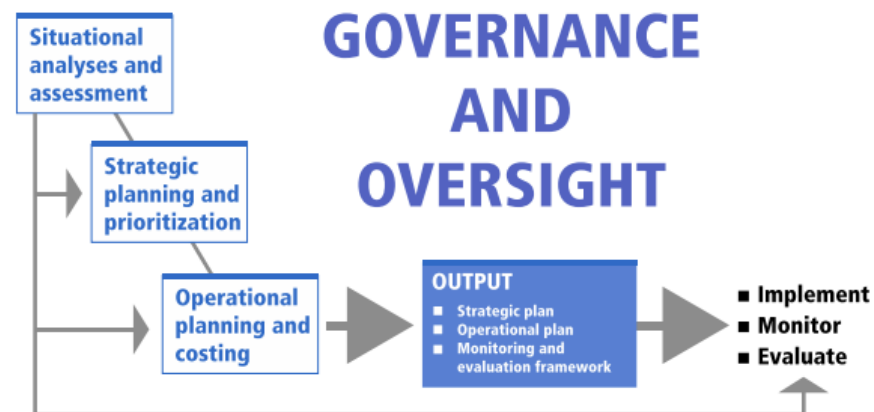 GOVERNANCE
AND
OVERSIGHT
Situational
analyses and
assessment
Strategic
planning and
prioritization
Operational
planning and
costing
OUTPUT
Strategic plan
Operational plan
Monitoring and
evaluation framework
Implement
Monitor
Evaluate